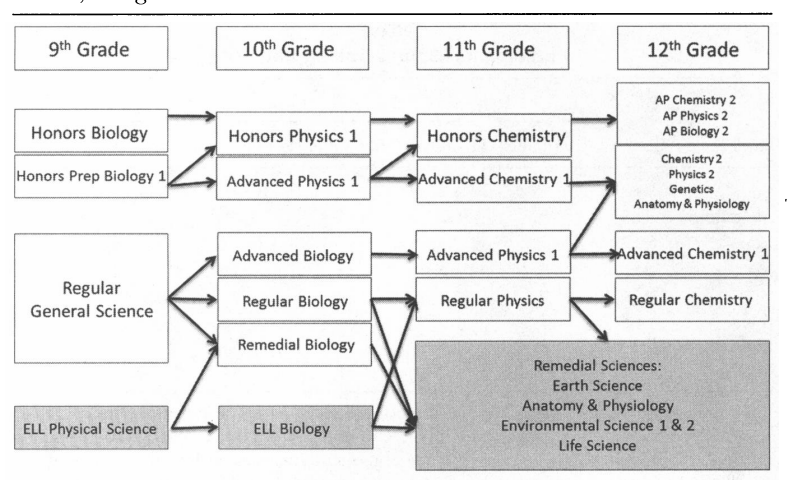 9th Grade
10th Grade
11th Grade
12th Grade
Honors Biology
Honors Prep Biology 1
Honors Physics 1
Advanced Physics 1
Honors Chemistry
Advanced Chemistry 1
AP Chemistry 2
AP Physics 2
AP Biology 2
Chemistry 2
Physics 2
Genetics
Anatomy & Physiology
Regular
General Science
Advanced Biology
Regular Biology
Remedial Biology
Advanced Physics 1
Regular Physics
Advanced Chemistry 1
Regular Chemistry
ELL Physical Science
ELL Biology
Remedial Sciences:
Earth Science
Anatomy & Physiology
Environmental Science 1 & 2
Life Science